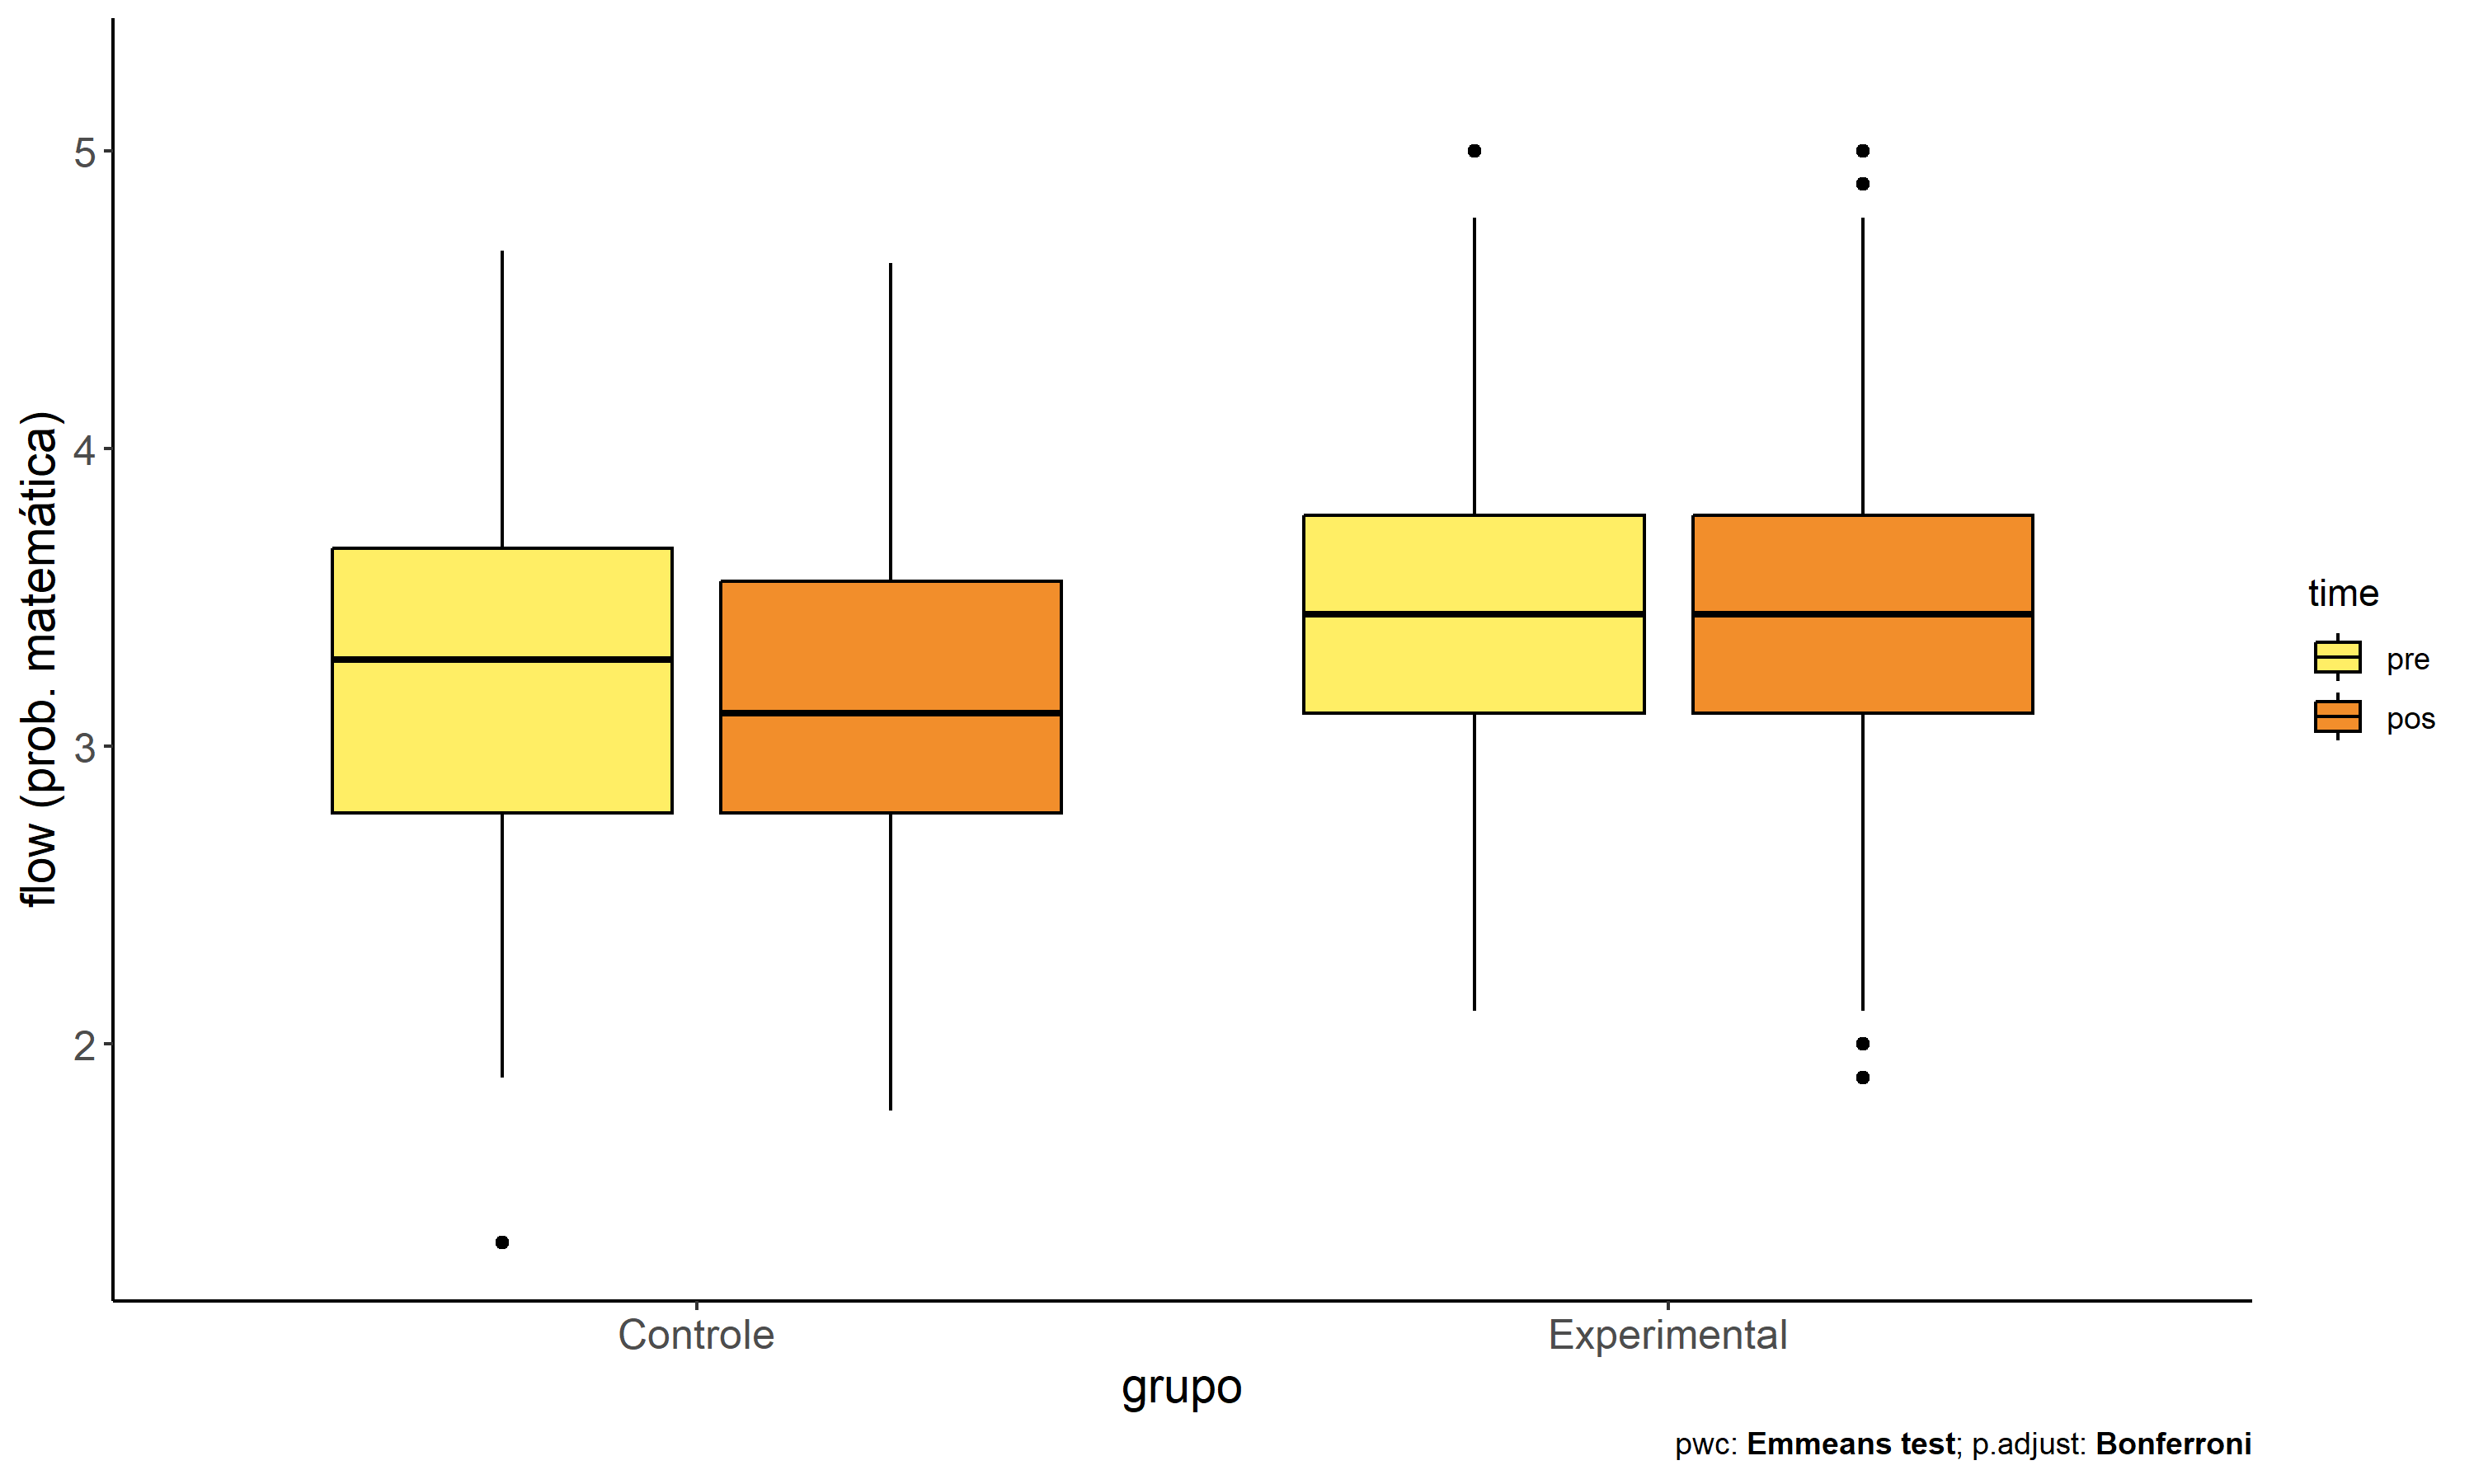 flow (prob. matemática)
5
4
3
2
Controle
Experimental
grupo
time
pre
pos
pwc: Emmeans test; p.adjust: Bonferroni